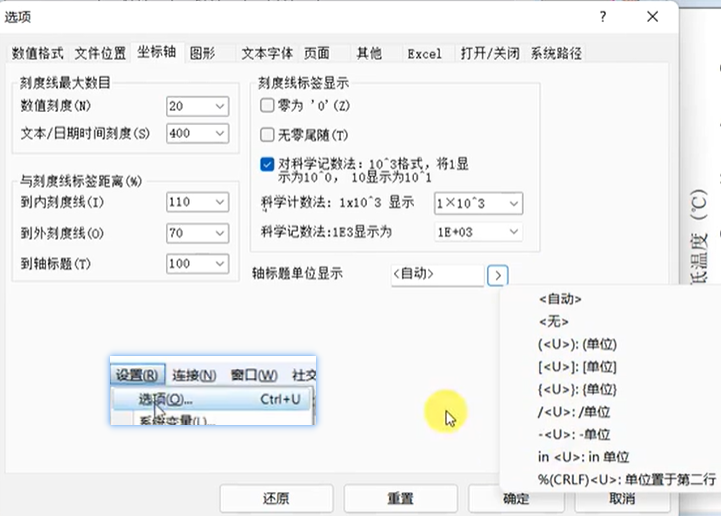 选项
? ×
数值格式 文件位置 坐标轴 图形 文本字体 页面 其他 Excel 打开/关闭 系统路径
刻度线最大数目
数值刻度(N) 20
文本/日期时间刻度(S) 400
与刻度线标签距离(%)
到内刻度线(I) 110
到外刻度线(O) 70
到轴标题(T) 100
刻度线标签显示
零为 '0'(Z)
无零尾随(T)
对科学记数法: 10^3格式, 将1显
示为10^0, 10显示为10^1
科学计数法: 1x10^3 显示 1×10^3
科学记数法:1E3显示为 1E+03
轴标题单位显示 <自动> >
<自动>
<无>
(<U>): (单位)
[<U>]: [单位]
{<U>}: {单位}
/<U>: /单位
-<U>: -单位
in <U>: in 单位
%(CRLF)<U>: 单位置于第二行
设置(R) 连接(N) 窗口(W) 社交
选项(O)... Ctrl+U
系统变量(L)...
还原 重置 确定 取消
低温度 (℃)